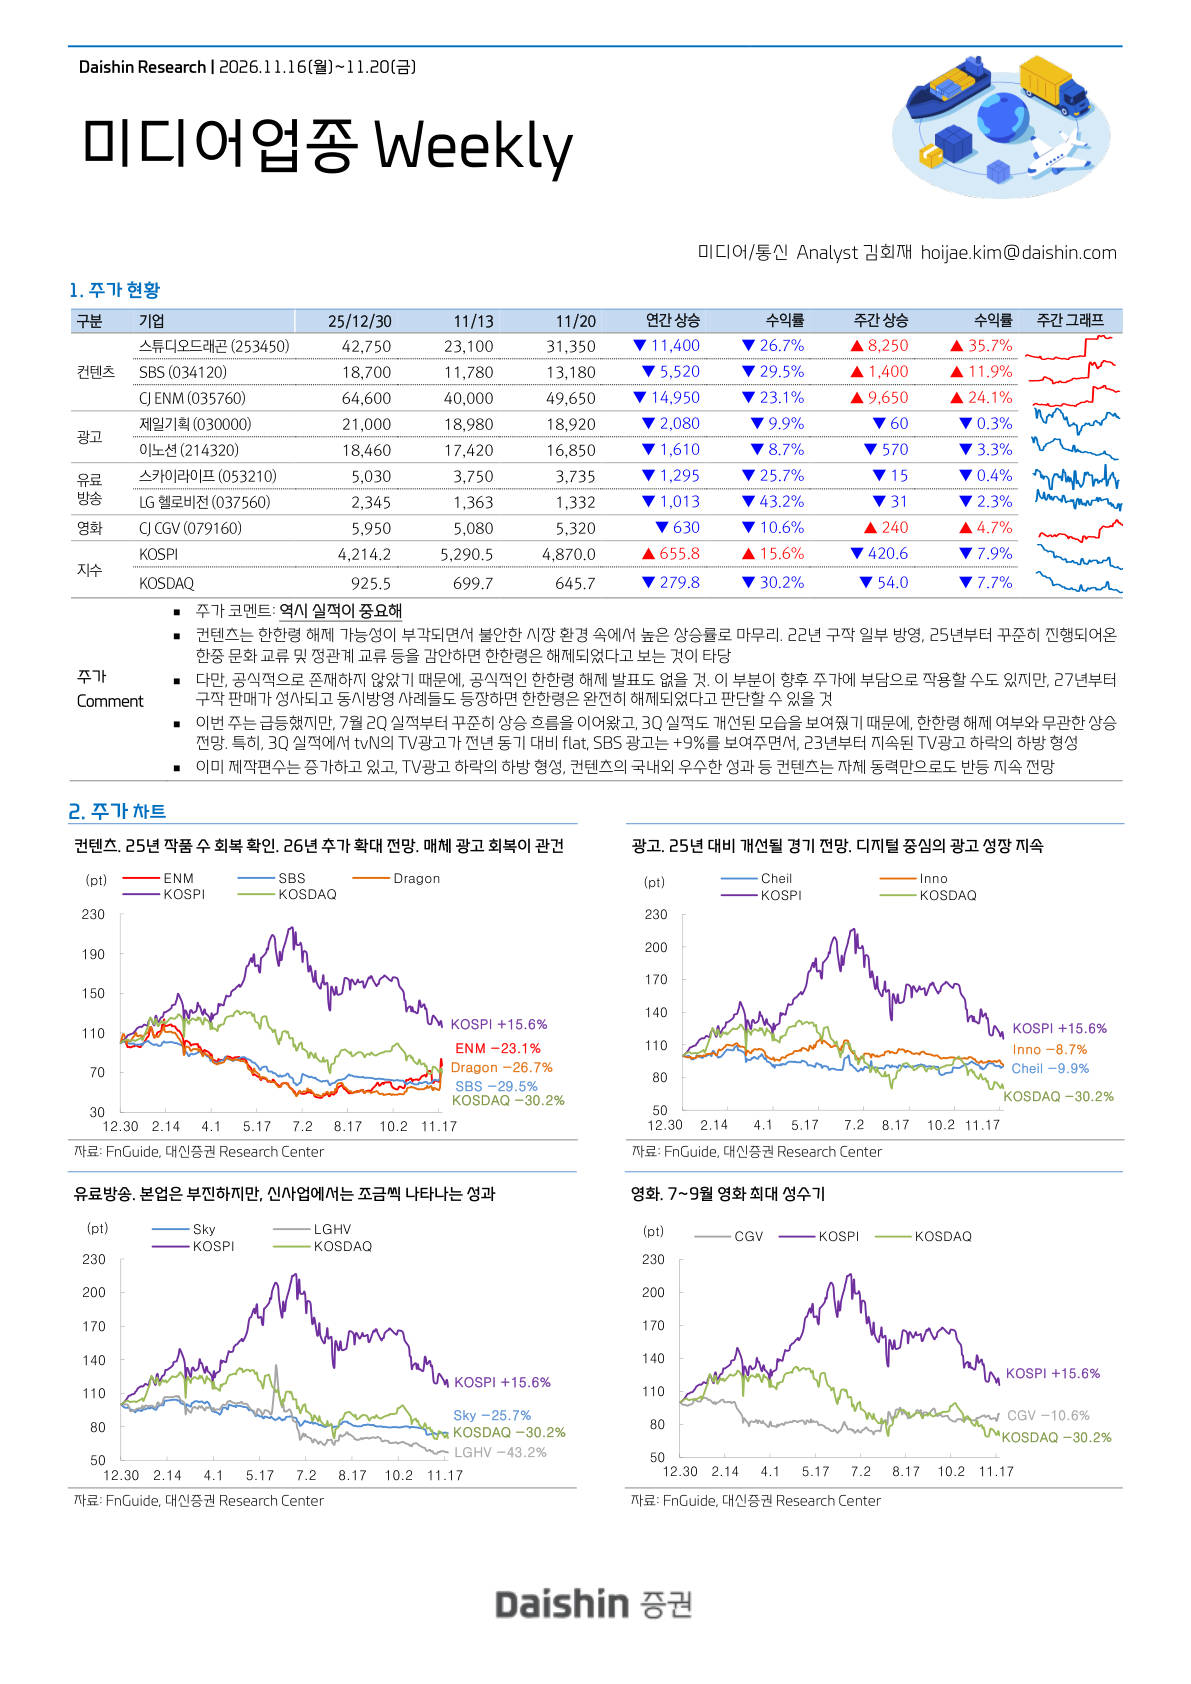 Daishin Research | 2026.11.16(월)~11.20(금)
미디어업종 Weekly
미디어/통신 Analyst 김회재 hoijae.kim@daishin.com
1. 주가 현황
구분 기업 25/12/30 11/13 11/20 연간 상승 수익률 주간 상승 수익률 주간 그래프
컨텐츠
스튜디오드래곤 (253450) 42,750 23,100 31,350 ▼ 11,400 ▼ 26.7% ▲ 8,250 ▲ 35.7%
SBS (034120) 18,700 11,780 13,180 ▼ 5,520 ▼ 29.5% ▲ 1,400 ▲ 11.9%
CJ ENM (035760) 64,600 40,000 49,650 ▼ 14,950 ▼ 23.1% ▲ 9,650 ▲ 24.1%
광고
제일기획 (030000) 21,000 18,980 18,920 ▼ 2,080 ▼ 9.9% ▼ 60 ▼ 0.3%
이노션 (214320) 18,460 17,420 16,850 ▼ 1,610 ▼ 8.7% ▼ 570 ▼ 3.3%
유료
방송
스카이라이프 (053210) 5,030 3,750 3,735 ▼ 1,295 ▼ 25.7% ▼ 15 ▼ 0.4%
LG 헬로비전 (037560) 2,345 1,363 1,332 ▼ 1,013 ▼ 43.2% ▼ 31 ▼ 2.3%
영화 CJ CGV (079160) 5,950 5,080 5,320 ▼ 630 ▼ 10.6% ▲ 240 ▲ 4.7%
지수
KOSPI 4,214.2 5,290.5 4,870.0 ▲ 655.8 ▲ 15.6% ▼ 420.6 ▼ 7.9%
KOSDAQ 925.5 699.7 645.7 ▼ 279.8 ▼ 30.2% ▼ 54.0 ▼ 7.7%
주가
Comment
▪ 주가 코멘트: 역시 실적이 중요해
▪ 컨텐츠는 한한령 해제 가능성이 부각되면서 불안한 시장 환경 속에서 높은 상승률로 마무리. 22년 구작 일부 방영, 25년부터 꾸준히 진행되어온
한중 문화 교류 및 정관계 교류 등을 감안하면 한한령은 해제되었다고 보는 것이 타당
▪ 다만, 공식적으로 존재하지 않았기 때문에, 공식적인 한한령 해제 발표도 없을 것. 이 부분이 향후 주가에 부담으로 작용할 수도 있지만, 27년부터
구작 판매가 성사되고 동시방영 사례들도 등장하면 한한령은 완전히 해제되었다고 판단할 수 있을 것
▪ 이번 주는 급등했지만, 7월 2Q 실적부터 꾸준히 상승 흐름을 이어왔고, 3Q 실적도 개선된 모습을 보여줬기 때문에, 한한령 해제 여부와 무관한 상승
전망. 특히, 3Q 실적에서 tvN의 TV광고가 전년 동기 대비 flat, SBS 광고는 +9%를 보여주면서, 23년부터 지속된 TV광고 하락의 하방 형성
▪ 이미 제작편수는 증가하고 있고, TV광고 하락의 하방 형성, 컨텐츠의 국내외 우수한 성과 등 컨텐츠는 자체 동력만으로도 반등 지속 전망
2. 주가 차트
컨텐츠. 25년 작품 수 회복 확인. 26년 추가 확대 전망. 매체 광고 회복이 관건
(pt)
ENM SBS Dragon
KOSPI KOSDAQ
230
190
150
110
70
30
KOSPI +15.6%
ENM −23.1%
Dragon −26.7%
SBS −29.5%
KOSDAQ −30.2%
12.30 2.14 4.1 5.17 7.2 8.17 10.2 11.17
자료: FnGuide, 대신증권 Research Center
광고. 25년 대비 개선될 경기 전망. 디지털 중심의 광고 성장 지속
(pt)
Cheil Inno
KOSPI KOSDAQ
230
200
170
140
110
80
50
KOSPI +15.6%
Inno −8.7%
Cheil −9.9%
KOSDAQ −30.2%
12.30 2.14 4.1 5.17 7.2 8.17 10.2 11.17
자료: FnGuide, 대신증권 Research Center
유료방송. 본업은 부진하지만, 신사업에서는 조금씩 나타나는 성과
(pt)
Sky LGHV
KOSPI KOSDAQ
230
200
170
140
110
80
50
KOSPI +15.6%
Sky −25.7%
KOSDAQ −30.2%
LGHV −43.2%
12.30 2.14 4.1 5.17 7.2 8.17 10.2 11.17
자료: FnGuide, 대신증권 Research Center
영화. 7~9월 영화 최대 성수기
(pt)
CGV KOSPI KOSDAQ
230
200
170
140
110
80
50
KOSPI +15.6%
CGV −10.6%
KOSDAQ −30.2%
12.30 2.14 4.1 5.17 7.2 8.17 10.2 11.17
자료: FnGuide, 대신증권 Research Center
Daishin 증권